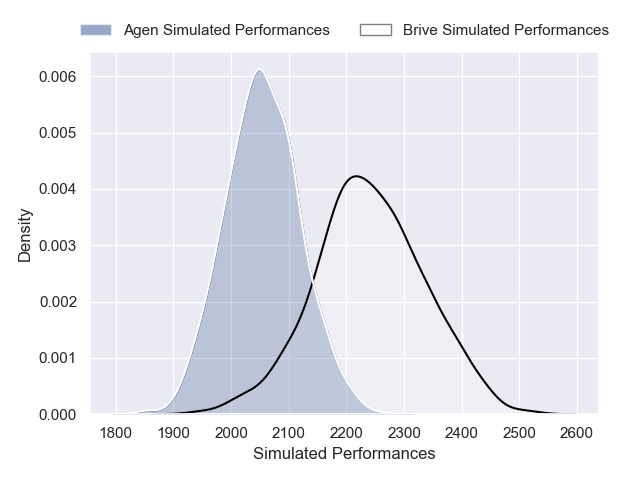 Agen Simulated Performances Brive Simulated Performances
0.006
0.005
0.004
0.003
0.002
0.001
0.000
Density
1800 1900 2000 2100 2200 2300 2400 2500 2600
Simulated Performances